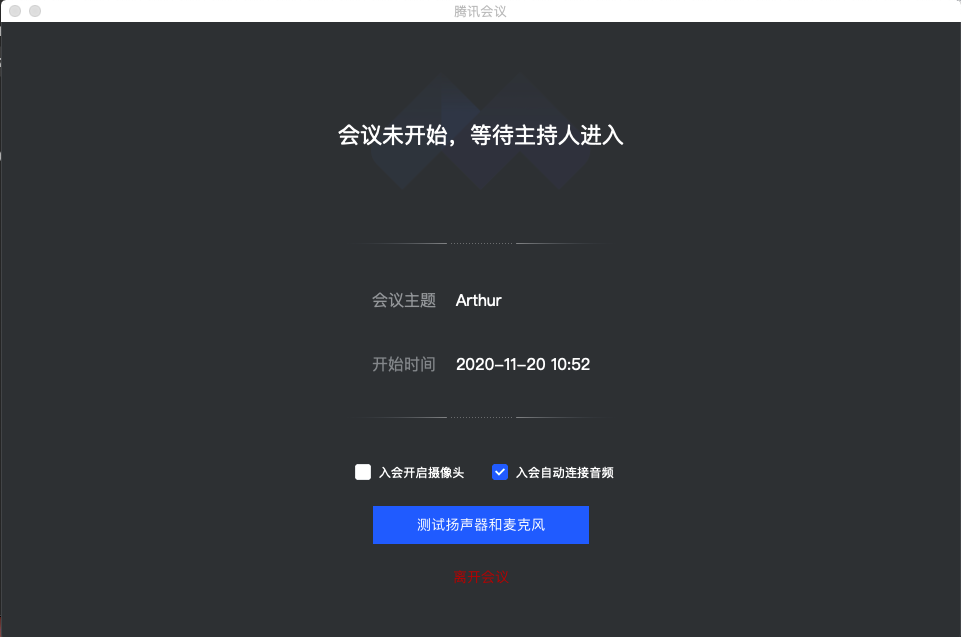 腾讯会议
会议未开始，等待主持人进入
会议主题 Arthur
开始时间 2020-11-20 10:52
入会开启摄像头 入会自动连接音频
测试扬声器和麦克风
离开会议